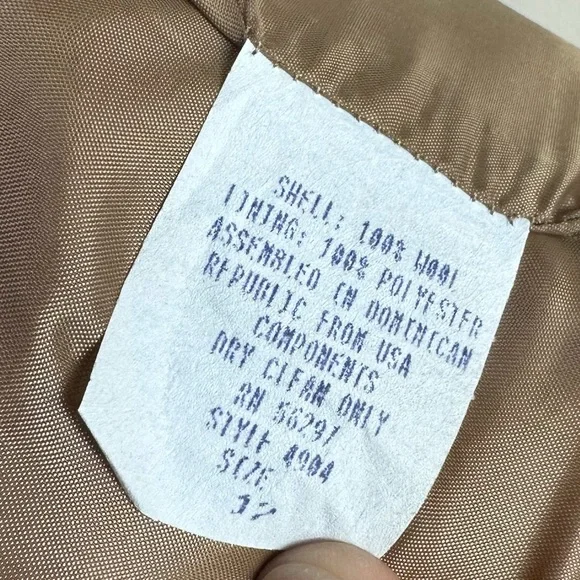 SHELL: 100% WOOL
LINING: 100% POLYESTER
ASSEMBLED IN DOMINICAN
REPUBLIC FROM USA
COMPONENTS
DRY CLEAN ONLY
RN 56297
STYLE 4904
SIZE
12